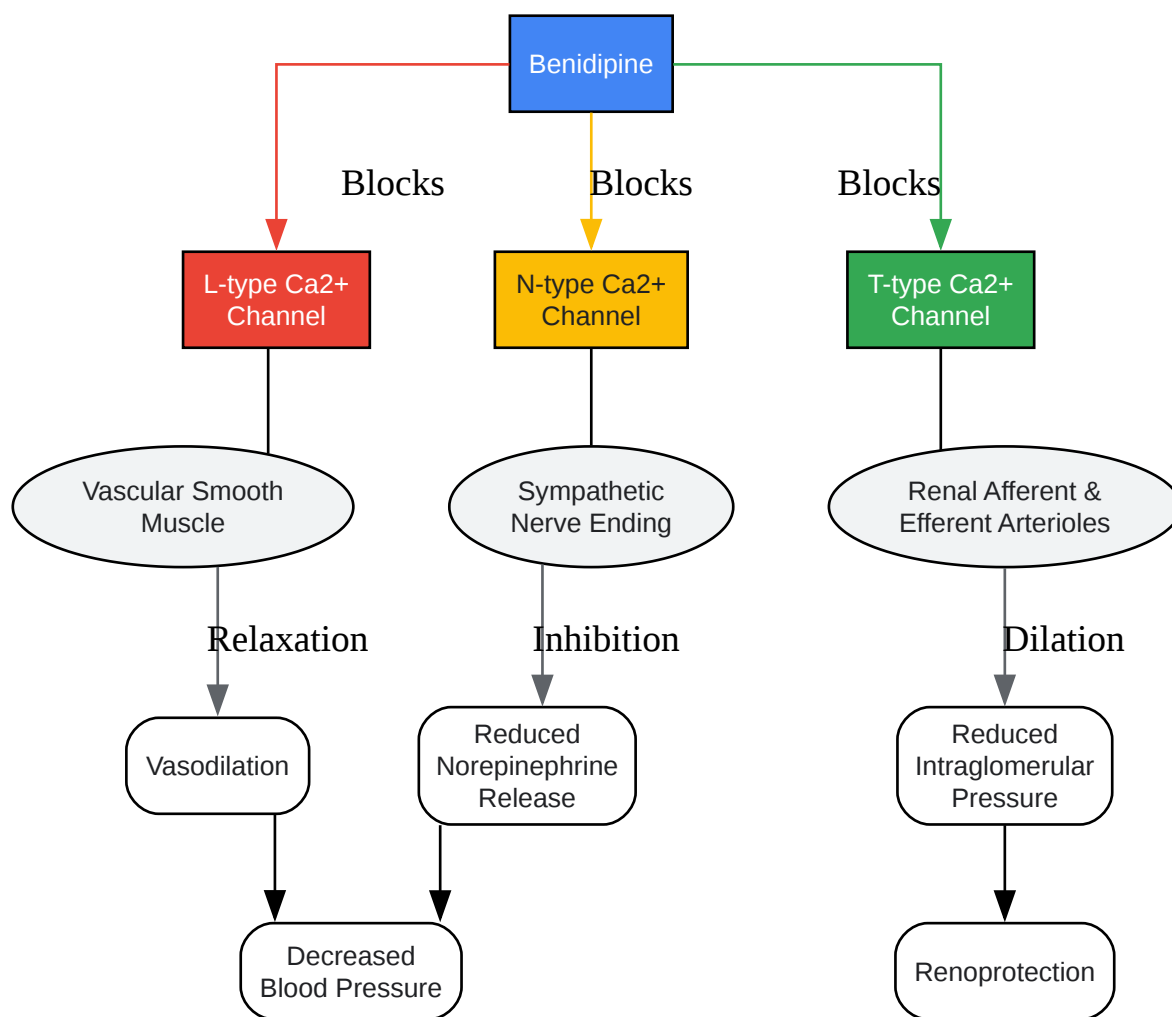 Benidipine
Blocks
Blocks
Blocks
L-type Ca2+
Channel
N-type Ca2+
Channel
T-type Ca2+
Channel
Vascular Smooth
Muscle
Sympathetic
Nerve Ending
Renal Afferent &
Efferent Arterioles
Relaxation
Inhibition
Dilation
Vasodilation
Reduced
Norepinephrine
Release
Reduced
Intraglomerular
Pressure
Decreased
Blood Pressure
Renoprotection